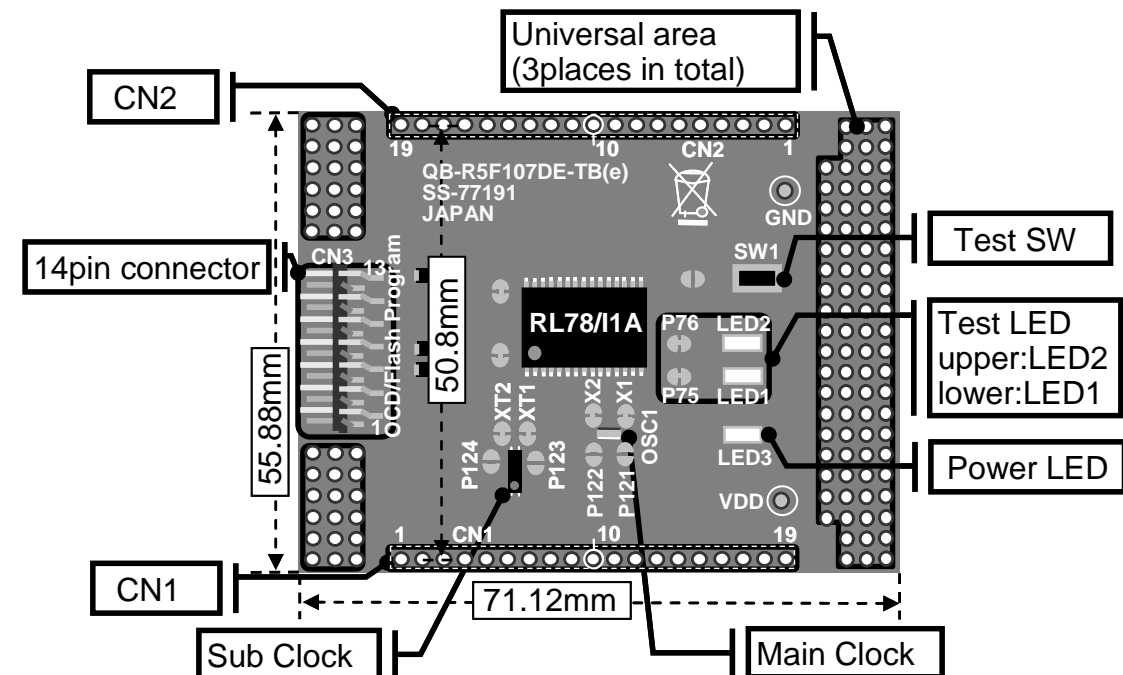 Universal area
(3places in total)
CN2
19
10
CN2
1
QB-R5F107DE-TB(e)
SS-77191
JAPAN
GND
CN3
13
14pin connector
SW1
Test SW
OCD/Flash Program
1
50.8mm
55.88mm
RL78/I1A
P76
LED2
P75
LED1
Test LED
upper:LED2
lower:LED1
XT2
XT1
X2
X1
OSC1
P124
P123
P122
P121
LED3
Power LED
VDD
1
CN1
10
19
CN1
71.12mm
Sub Clock
Main Clock